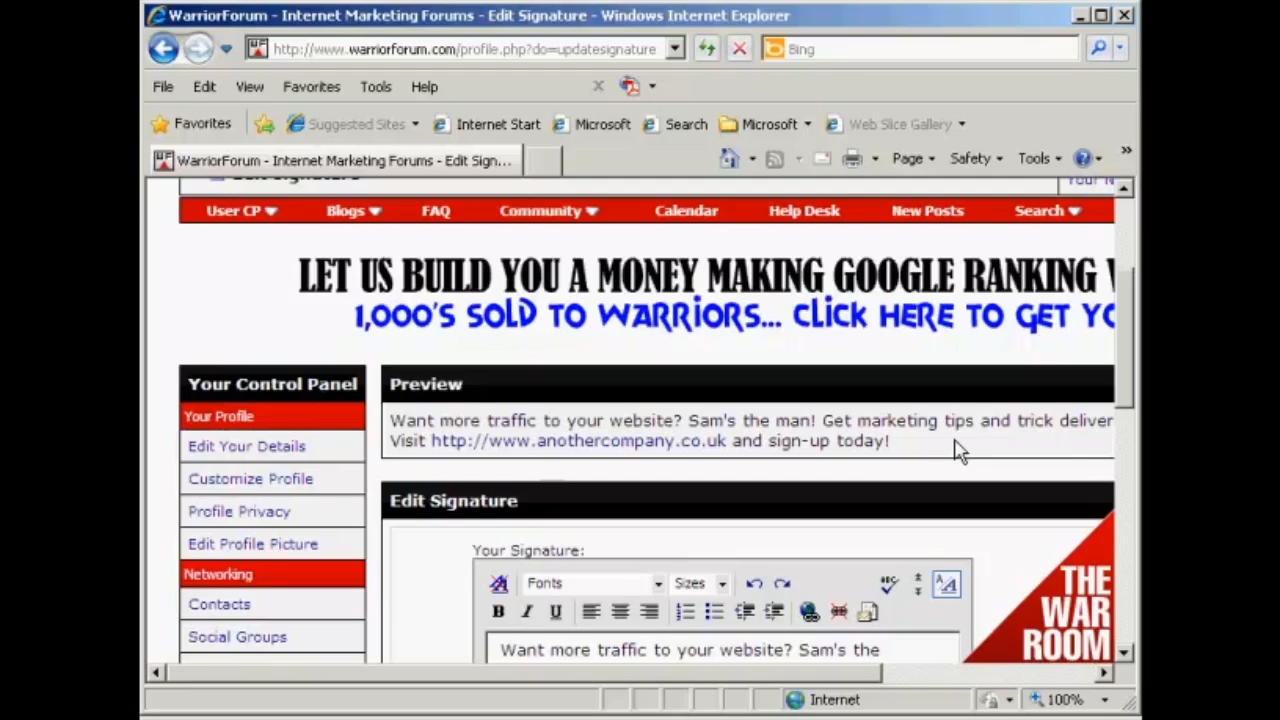 WarriorForum - Internet Marketing Forums - Edit Signature - Windows Internet Explorer
http://www.warriorforum.com/profile.php?do=updatesignature
Bing
File Edit View Favorites Tools Help
Favorites Suggested Sites Internet Start Microsoft Search Microsoft Web Slice Gallery
WarriorForum - Internet Marketing Forums - Edit Sign...
Page Safety Tools
User CP Blogs FAQ Community Calendar Help Desk New Posts Search
LET US BUILD YOU A MONEY MAKING GOOGLE RANKING
1,000'S SOLD TO WARRIORS... CLICK HERE TO GET
Your Control Panel
Your Profile
Edit Your Details
Customize Profile
Profile Privacy
Edit Profile Picture
Networking
Contacts
Social Groups
Preview
Want more traffic to your website? Sam's the man! Get marketing tips and trick deliver
Visit http://www.anothercompany.co.uk and sign-up today!
Edit Signature
Your Signature:
Fonts Sizes
ABC
B I U
Want more traffic to your website? Sam's the
THE
WAR
ROOM
Internet
100%